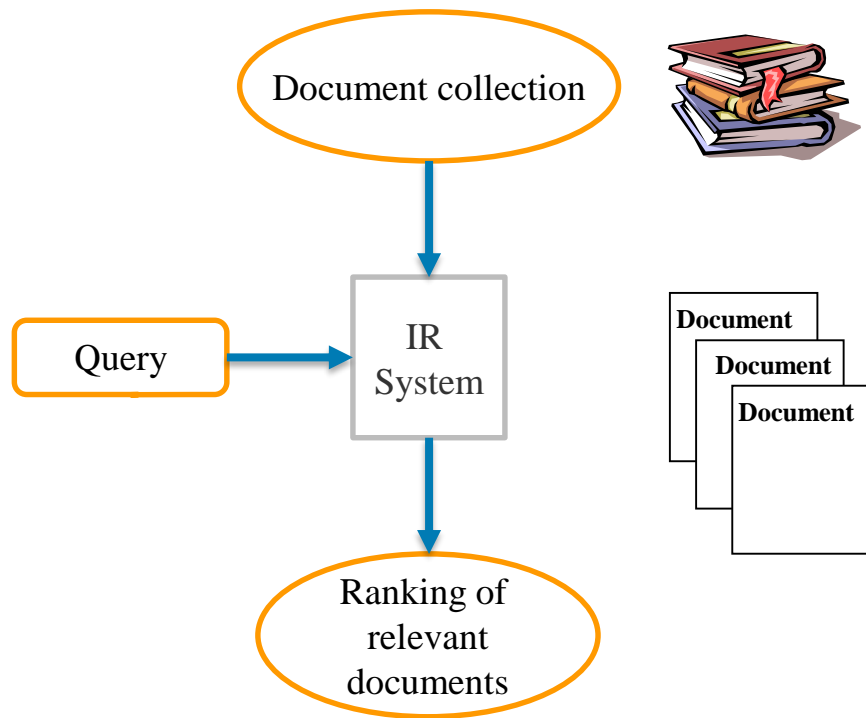 Document collection
Query
IR
System
Document
Document
Document
Ranking of
relevant
documents